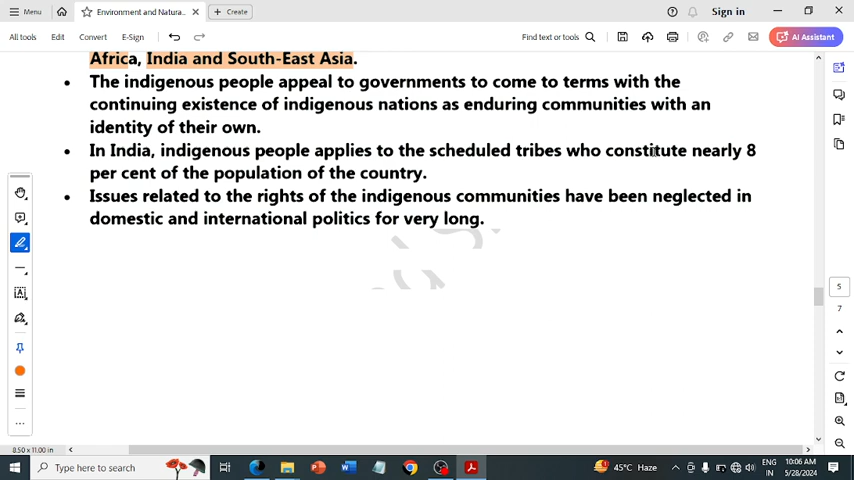 Menu
Environment and Natura...
Create
Sign in
All tools
Edit
Convert
E-Sign
Find text or tools
AI Assistant
Africa, India and South-East Asia.
• The indigenous people appeal to governments to come to terms with the
continuing existence of indigenous nations as enduring communities with an
identity of their own.
• In India, indigenous people applies to the scheduled tribes who constitute nearly 8
per cent of the population of the country.
• Issues related to the rights of the indigenous communities have been neglected in
domestic and international politics for very long.
5
7
8.50 x 11.00 in
Type here to search
45°C Haze
ENG
IN
10:06 AM
5/28/2024